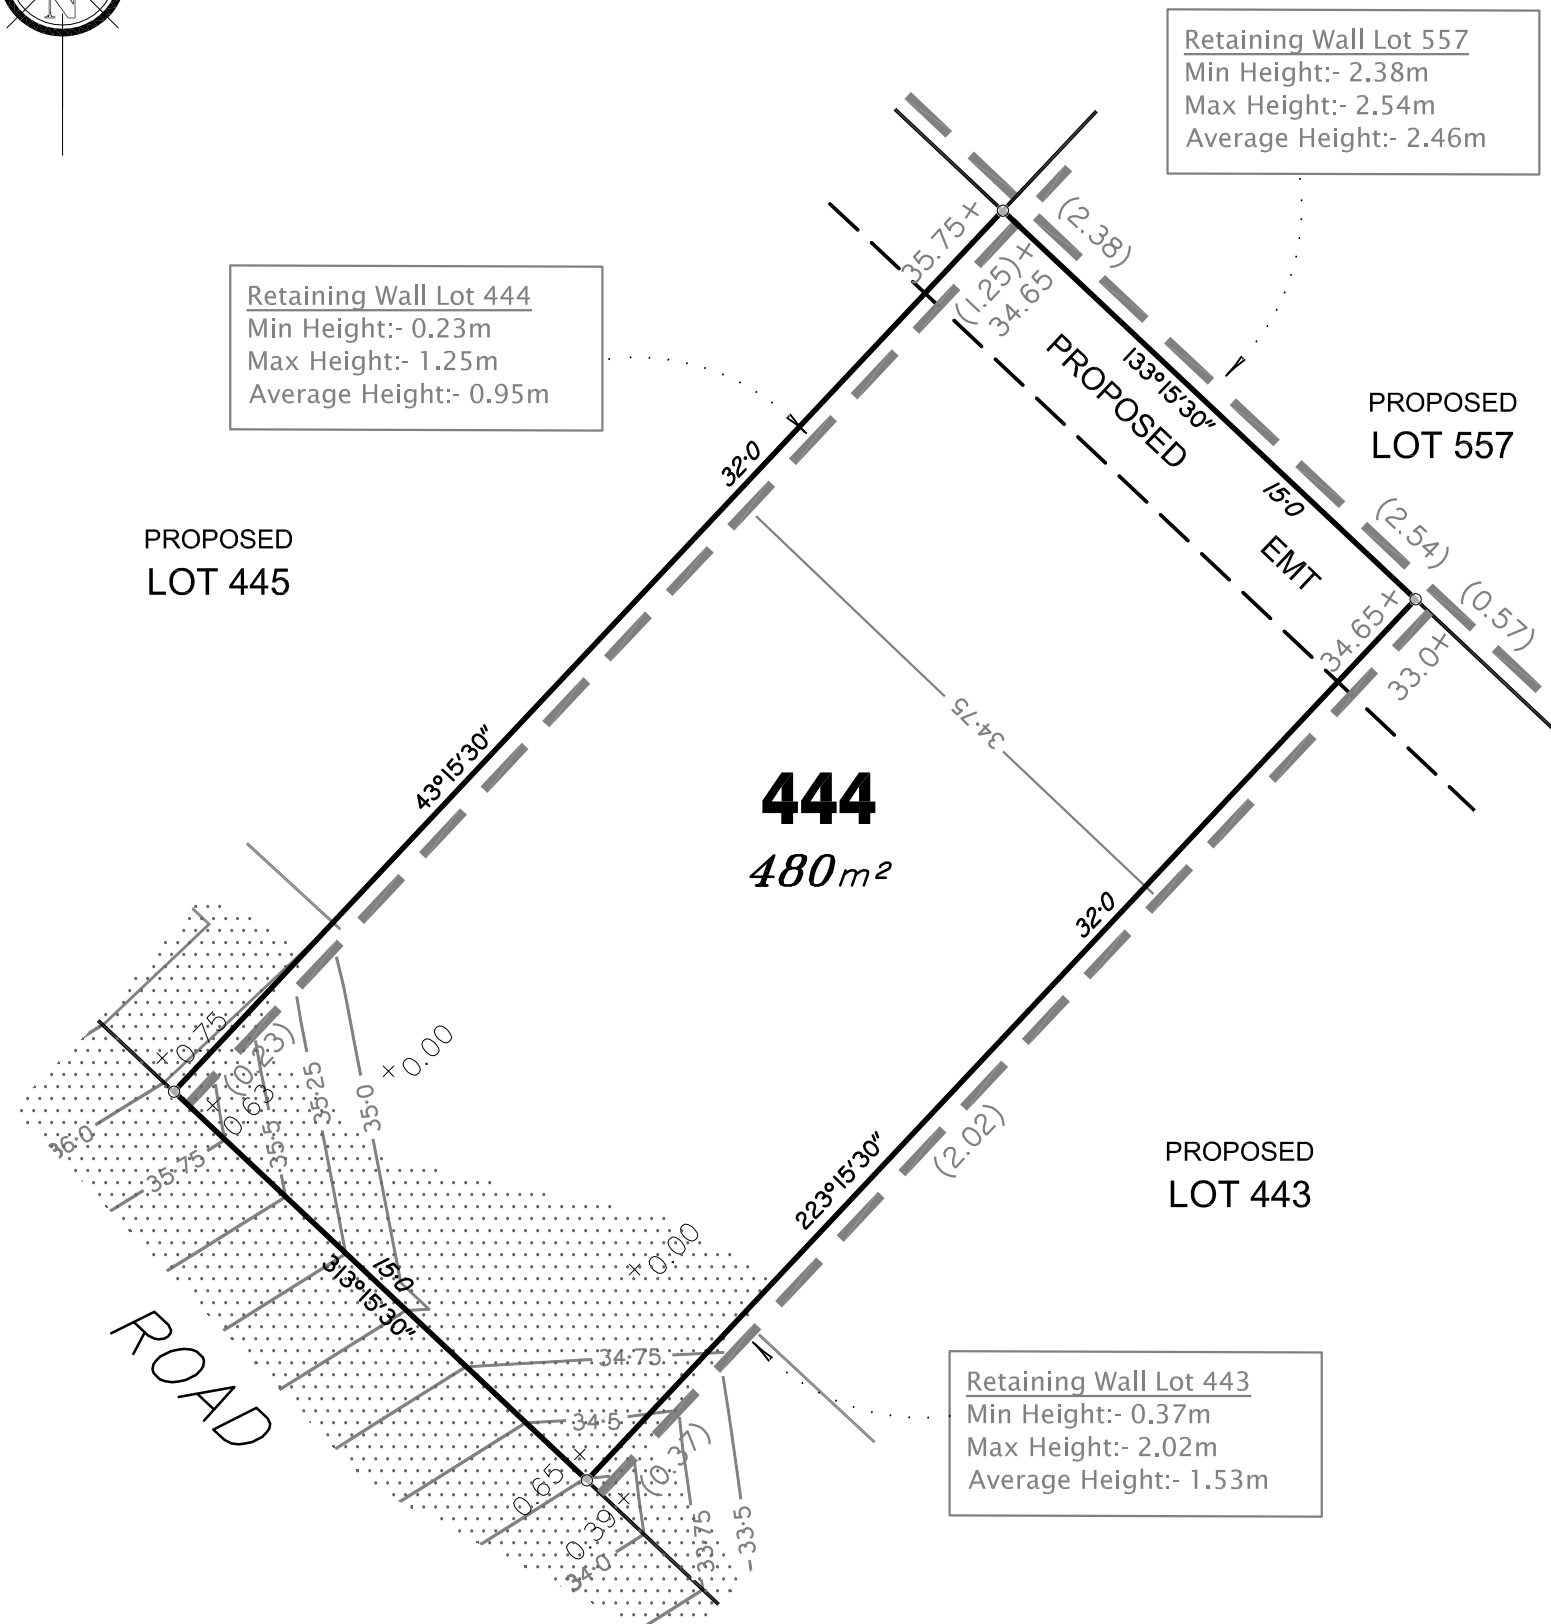 N
Retaining Wall Lot 557
Min Height:- 2.38m
Max Height:- 2.54m
Average Height:- 2.46m
35.75+
(2.38)
(1.25)+
34.65
Retaining Wall Lot 444
Min Height:- 0.23m
Max Height:- 1.25m
Average Height:- 0.95m
133°15'30"
PROPOSED
15·0
EMT
PROPOSED
LOT 557
32·0
(2.54)
(0.57)
PROPOSED
LOT 445
34.65+
33.0+
34·75
43°15'30"
444
480m²
32·0
+0.75
(0.23)
+0.63
+0.00
35·25
35·0
35·5
36·0
35·75
(2.02)
PROPOSED
LOT 443
223°15'30"
+0.00
15·0
313°15'30"
ROAD
34·75
34·5
Retaining Wall Lot 443
Min Height:- 0.37m
Max Height:- 2.02m
Average Height:- 1.53m
0.65+
(0.37)
0.39+
34·0
33·75
33·5